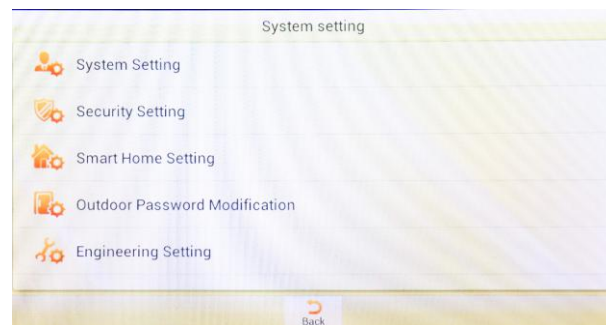 System setting
System Setting
Security Setting
Smart Home Setting
Outdoor Password Modification
Engineering Setting
Back